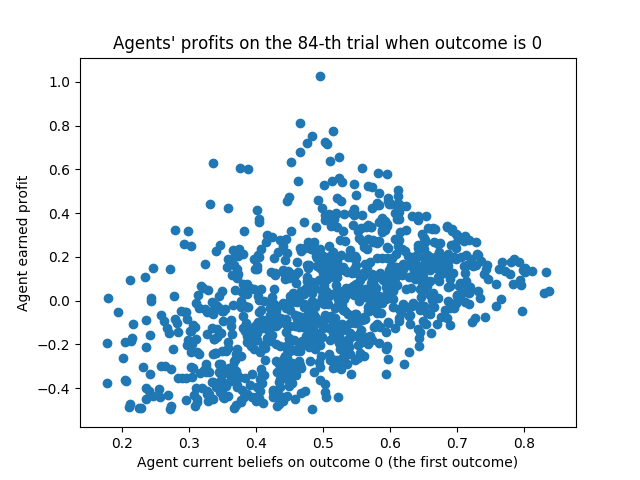 Agents' profits on the 84-th trial when outcome is 0
1.0
0.8
0.6
0.4
0.2
0.0
−0.2
−0.4
Agent earned profit
0.2 0.3 0.4 0.5 0.6 0.7 0.8
Agent current beliefs on outcome 0 (the first outcome)